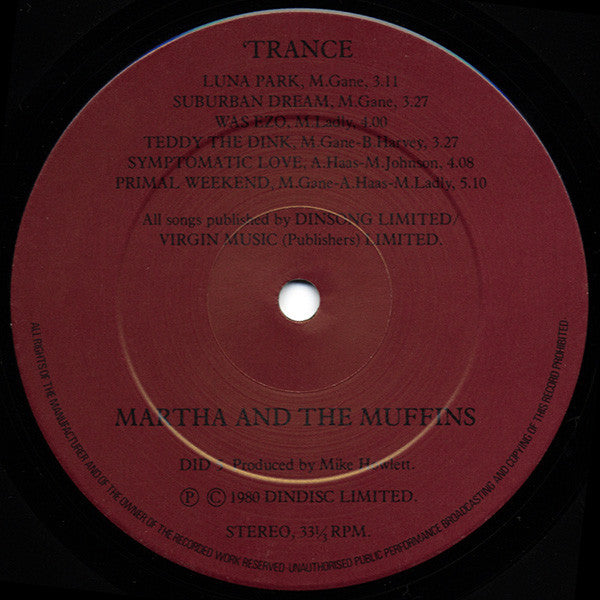 'TRANCE
LUNA PARK, M.Gane, 3.11
SUBURBAN DREAM, M.Gane, 3.27
WAS EZO, M.Ladly, 4.00
TEDDY THE DINK, M.Gane-B.Harvey, 3.27
SYMPTOMATIC LOVE, A.Haas-M.Johnson, 4.08
PRIMAL WEEKEND, M.Gane-A.Haas-M.Ladly, 5.10
All songs published by DINSONG LIMITED/
VIRGIN MUSIC (Publishers) LIMITED.
MARTHA AND THE MUFFINS
DID Produced by Mike Howlett.
Ⓟ © 1980 DINDISC LIMITED.
STEREO, 33⅓ RPM.
ALL RIGHTS OF THE MANUFACTURER AND OF THE OWNER OF THE RECORDED WORK RESERVED UNAUTHORISED PUBLIC PERFORMANCE BROADCASTING AND COPYING OF THIS RECORD PROHIBITED